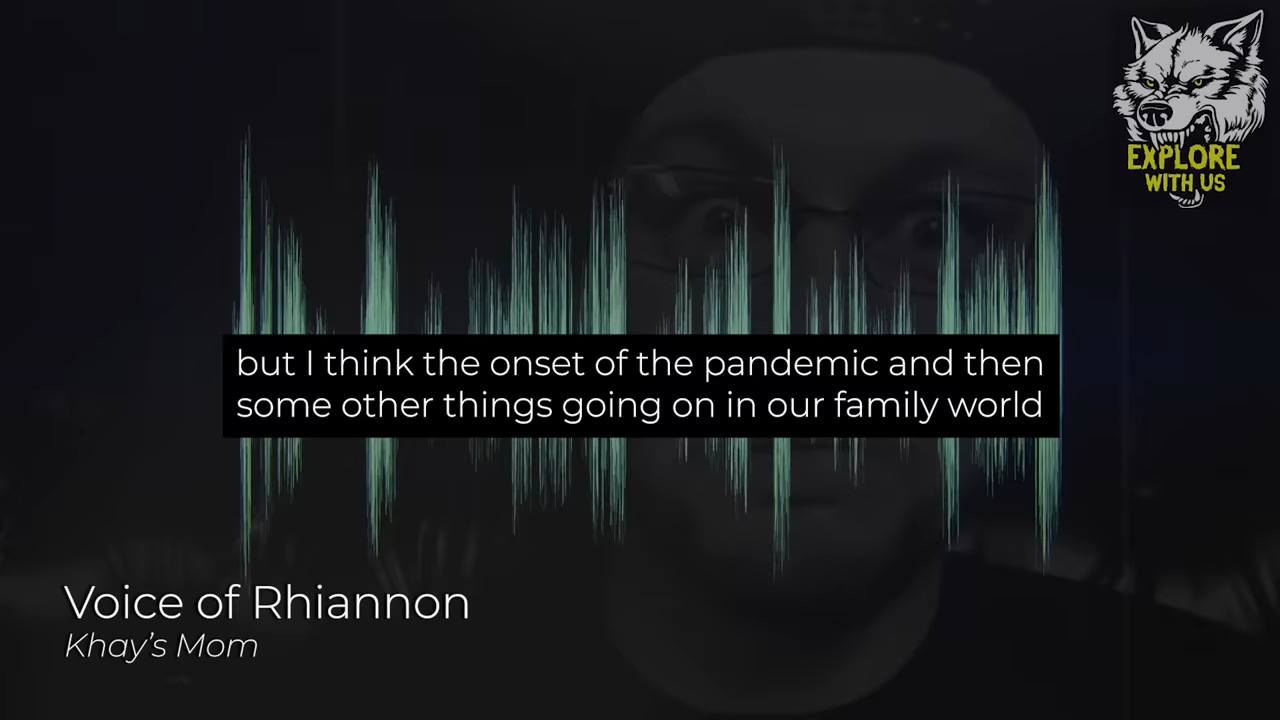 EXPLORE
WITH US
but I think the onset of the pandemic and then
some other things going on in our family world
Voice of Rhiannon
Khay's Mom